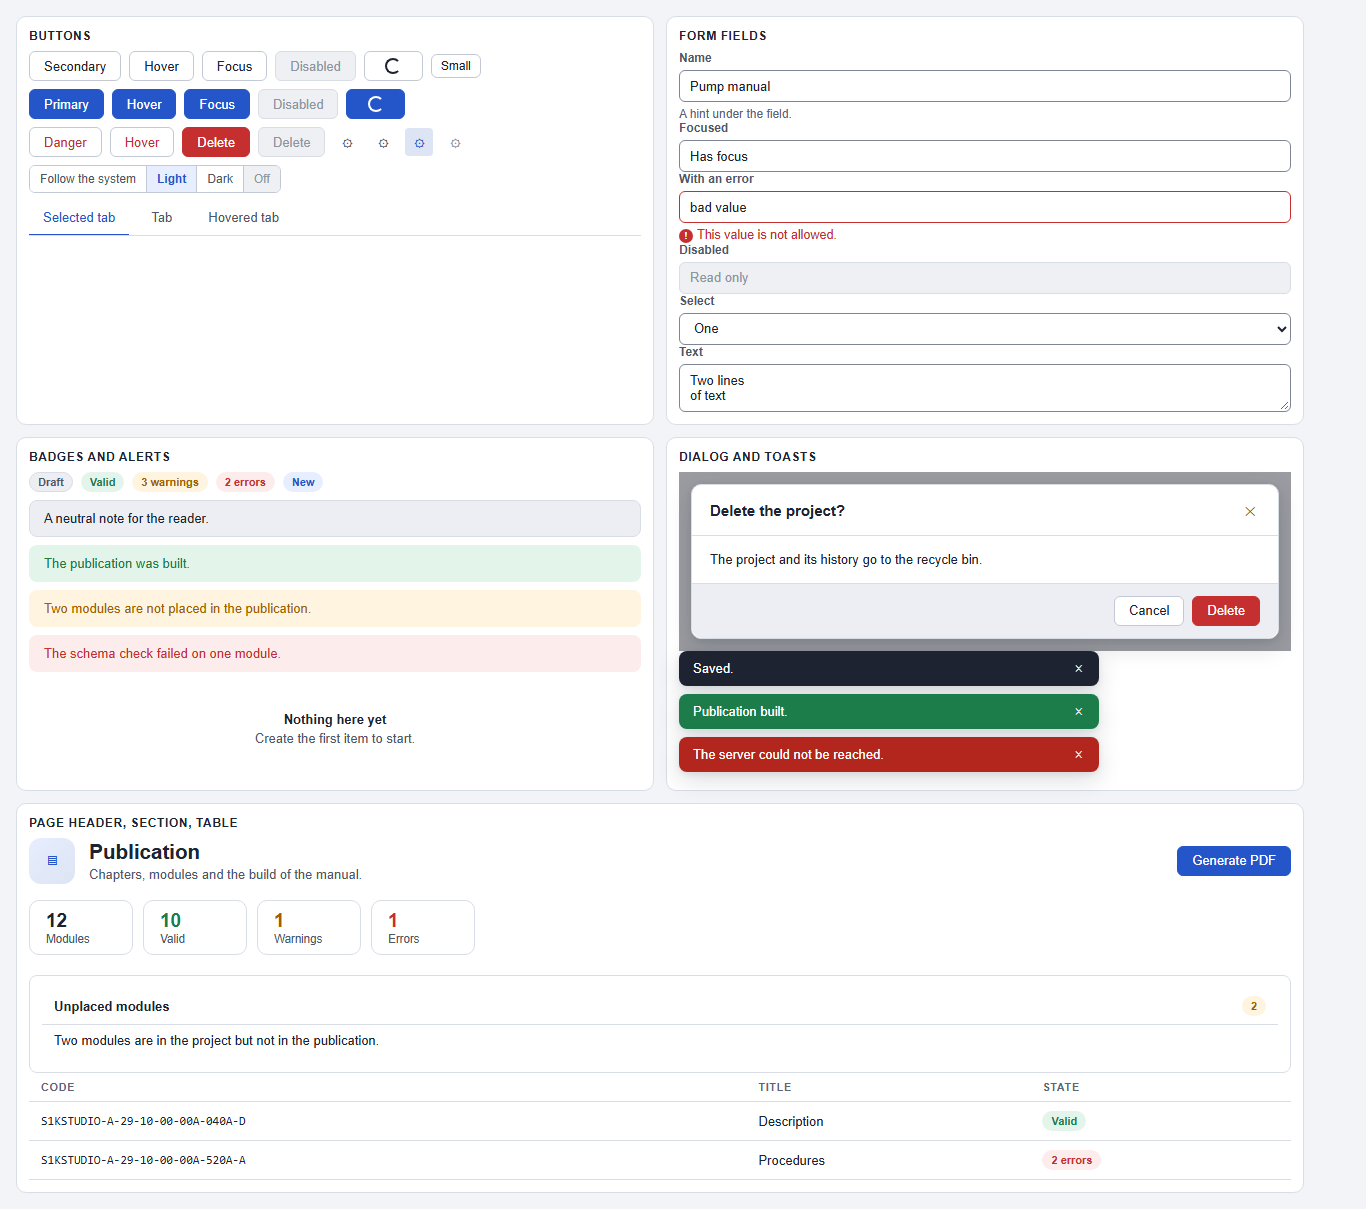 BUTTONS
Secondary Hover Focus Disabled Small
Primary Hover Focus Disabled
Danger Hover Delete Delete
Follow the system Light Dark Off
Selected tab Tab Hovered tab
FORM FIELDS
Name
Pump manual
A hint under the field.
Focused
Has focus
With an error
bad value
! This value is not allowed.
Disabled
Read only
Select
One
Text
Two lines
of text
BADGES AND ALERTS
Draft Valid 3 warnings 2 errors New
A neutral note for the reader.
The publication was built.
Two modules are not placed in the publication.
The schema check failed on one module.
Nothing here yet
Create the first item to start.
DIALOG AND TOASTS
Delete the project? ×
The project and its history go to the recycle bin.
Cancel Delete
Saved. ×
Publication built. ×
The server could not be reached. ×
PAGE HEADER, SECTION, TABLE
Publication
Chapters, modules and the build of the manual.
Generate PDF
12 10 1 1
Modules Valid Warnings Errors
Unplaced modules 2
Two modules are in the project but not in the publication.
CODE TITLE STATE
S1KSTUDIO-A-29-10-00-00A-040A-D Description Valid
S1KSTUDIO-A-29-10-00-00A-520A-A Procedures 2 errors